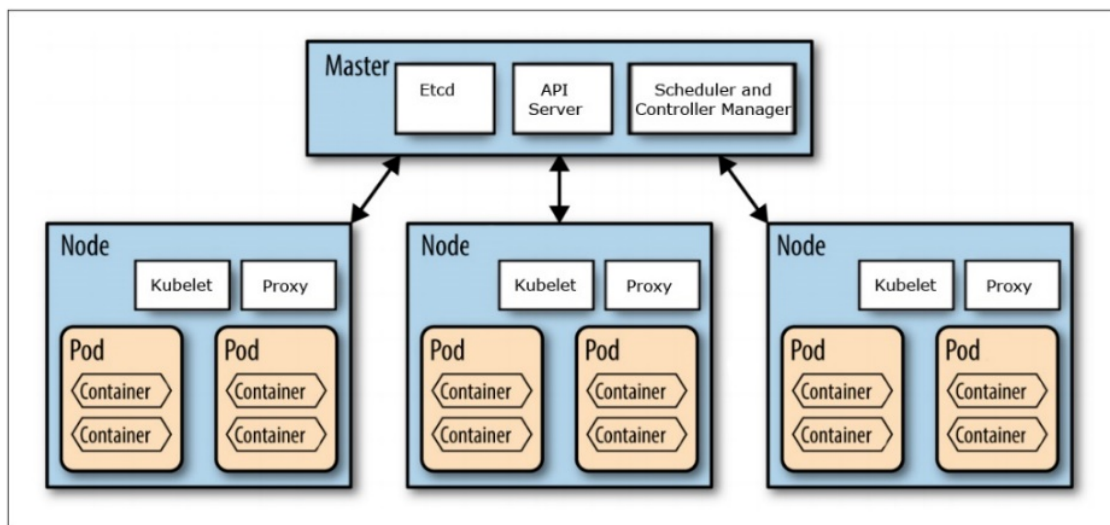 Master
Etcd
API
Server
Scheduler and
Controller Manager
Node
Kubelet
Proxy
Pod
Container
Container
Pod
Container
Container
Node
Kubelet
Proxy
Pod
Container
Container
Pod
Container
Container
Node
Kubelet
Proxy
Pod
Container
Container
Pod
Container
Container